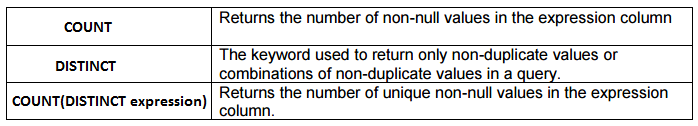 COUNT
Returns the number of non-null values in the expression column
DISTINCT
The keyword used to return only non-duplicate values or
combinations of non-duplicate values in a query.
COUNT(DISTINCT expression)
Returns the number of unique non-null values in the expression
column.